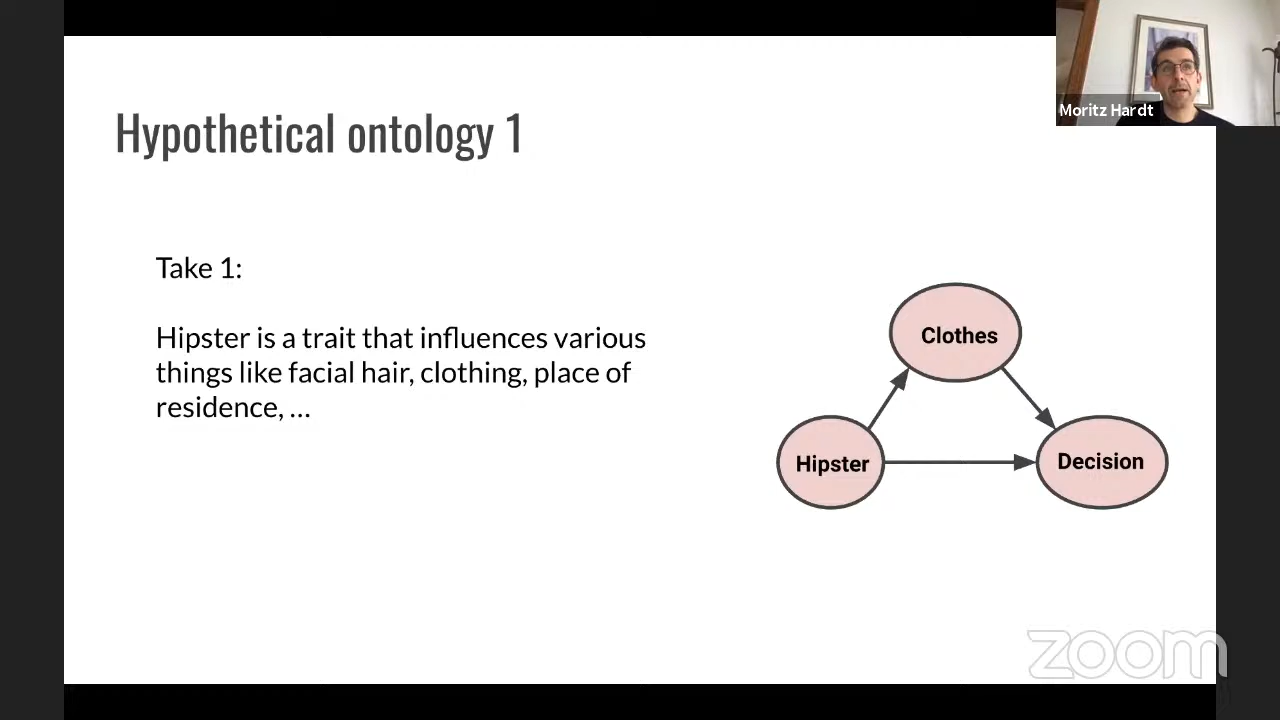 Moritz Hardt
Hypothetical ontology 1
Take 1:
Hipster is a trait that influences various
things like facial hair, clothing, place of
residence, ...
Clothes
Hipster
Decision
zoom